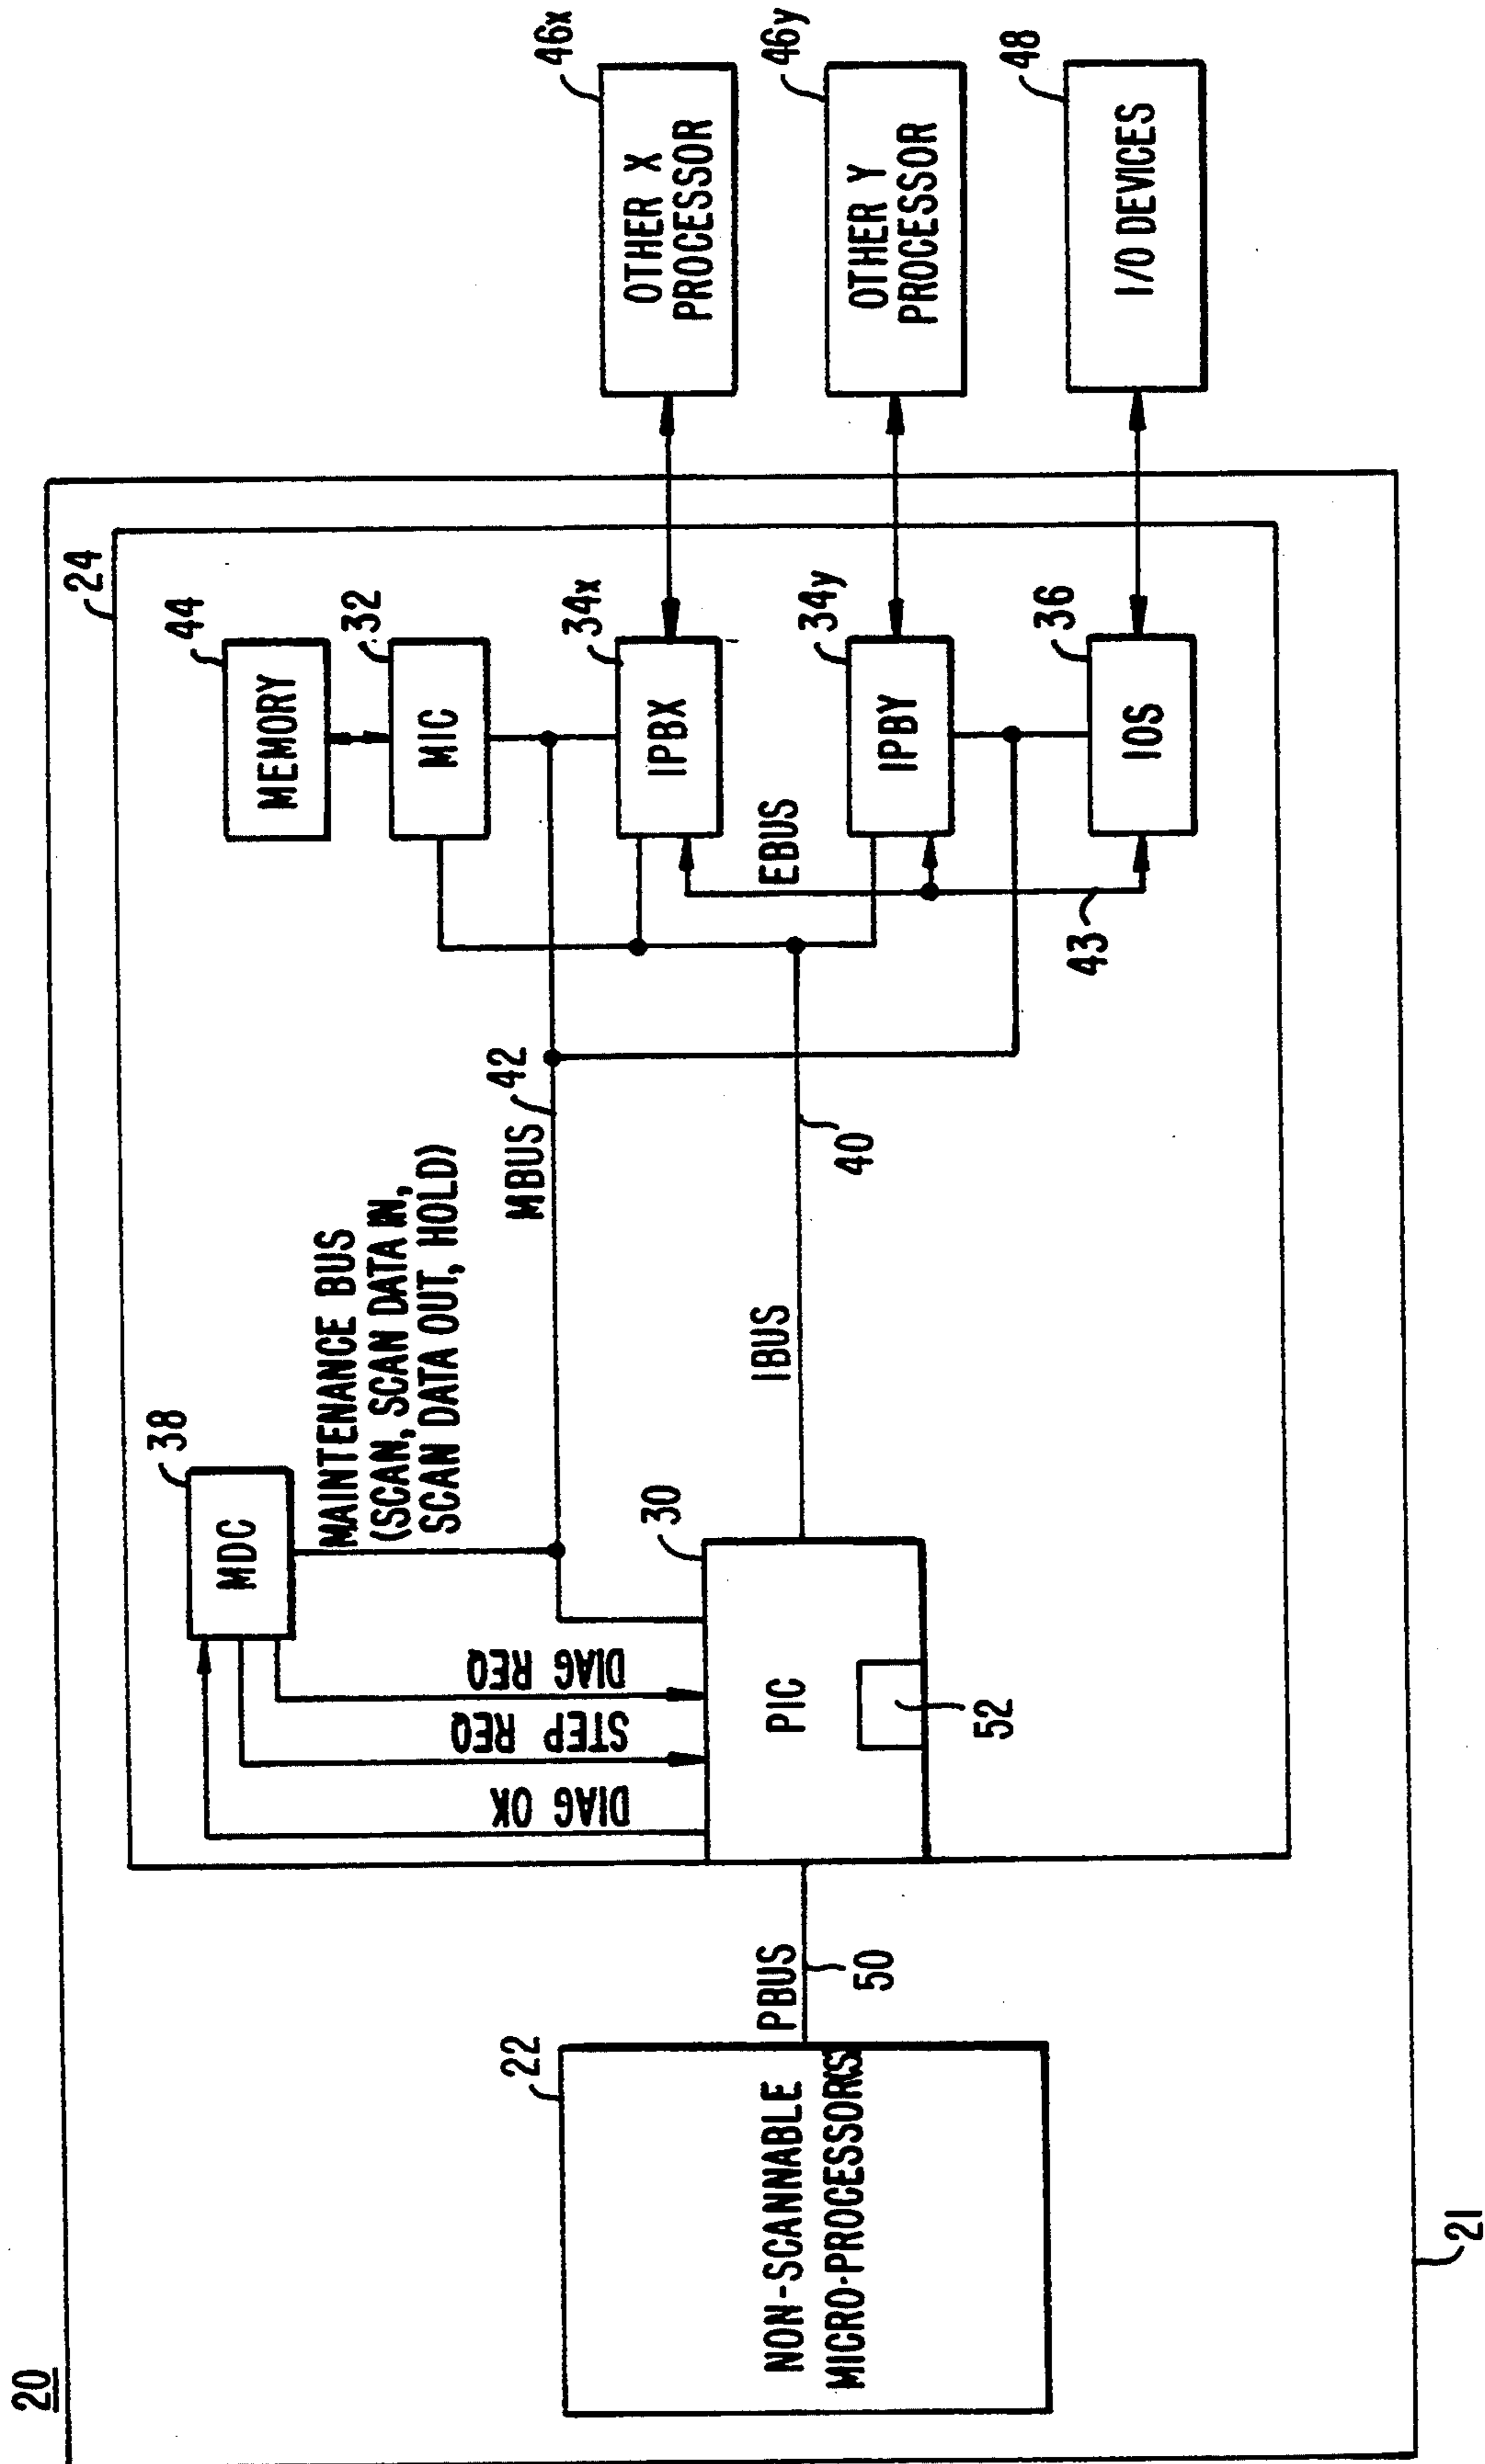 20
21
22
NON-SCANNABLE
MICRO-PROCESSOR(S)
PBUS
50
24
38
MDC
MAINTENANCE BUS
(SCAN, SCAN DATA IN,
SCAN DATA OUT, HOLD)
DIAG OK
STEP REQ
DIAG REQ
30
PIC
52
MBUS
42
IBUS
40
44
MEMORY
32
MIC
34x
IPBX
EBUS
34y
IPBY
43
36
IOS
46x
OTHER X
PROCESSOR
46y
OTHER Y
PROCESSOR
48
I/O DEVICES